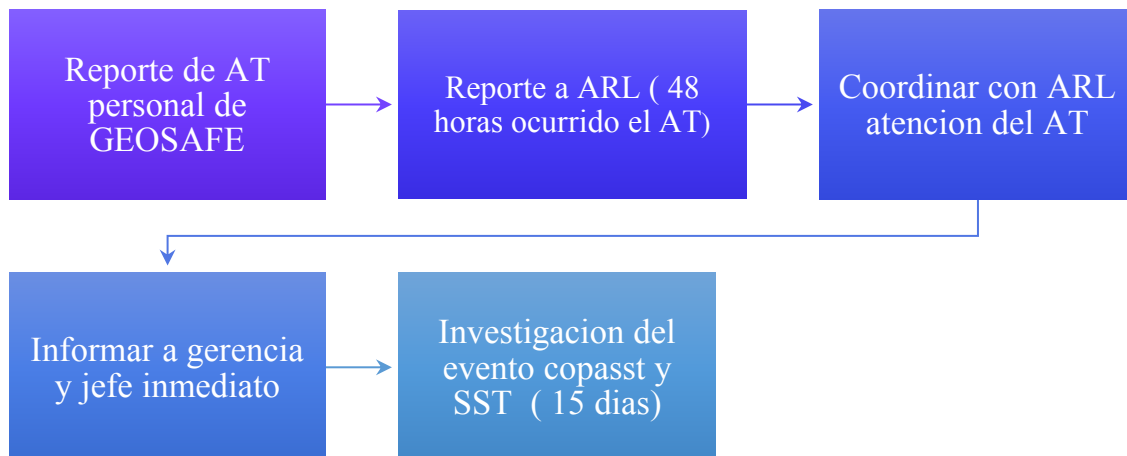 Reporte de AT
personal de
GEOSAFE
Reporte a ARL ( 48
horas ocurrido el AT)
Coordinar con ARL
atencion del AT
Informar a gerencia
y jefe inmediato
Investigacion del
evento copasst y
SST ( 15 dias)